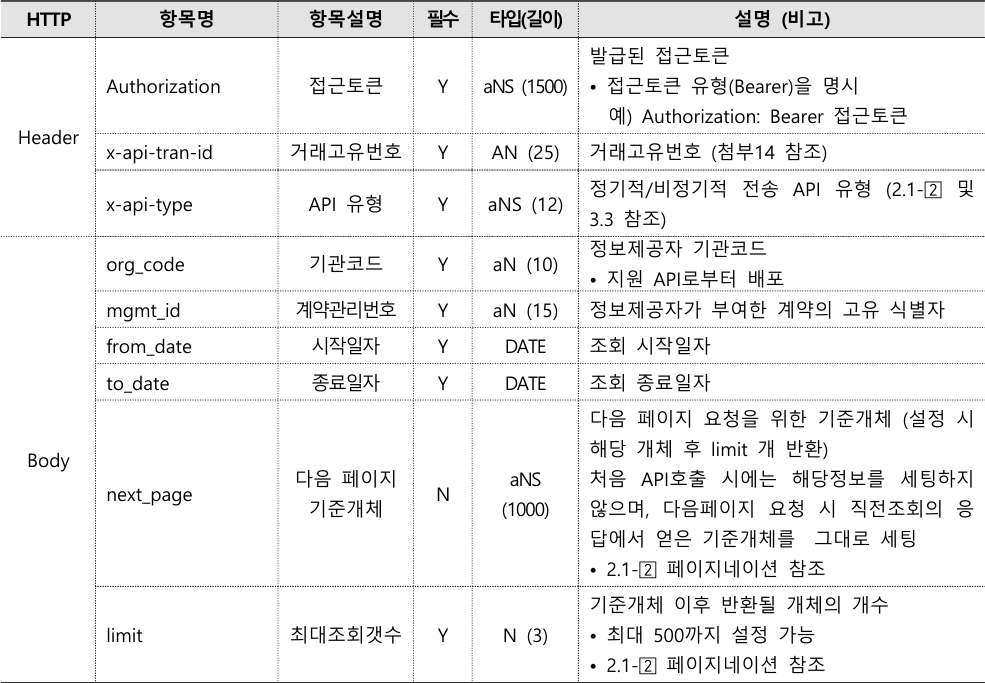 HTTP 항목명 항목설명 필수 타입(길이) 설명 (비고)
Header
Authorization 접근토큰 Y aNS (1500)
발급된 접근토큰
• 접근토큰 유형(Bearer)을 명시
예) Authorization: Bearer 접근토큰
x-api-tran-id 거래고유번호 Y AN (25) 거래고유번호 (첨부14 참조)
x-api-type API 유형 Y aNS (12)
정기적/비정기적 전송 API 유형 (2.1-2️⃣ 및
3.3 참조)
Body
org_code 기관코드 Y aN (10)
정보제공자 기관코드
• 지원 API로부터 배포
mgmt_id 계약관리번호 Y aN (15) 정보제공자가 부여한 계약의 고유 식별자
from_date 시작일자 Y DATE 조회 시작일자
to_date 종료일자 Y DATE 조회 종료일자
next_page
다음 페이지
기준개체
N
aNS
(1000)
다음 페이지 요청을 위한 기준개체 (설정 시
해당 개체 후 limit 개 반환)
처음 API호출 시에는 해당정보를 세팅하지
않으며, 다음페이지 요청 시 직전조회의 응
답에서 얻은 기준개체를 그대로 세팅
• 2.1-2️⃣ 페이지네이션 참조
limit 최대조회갯수 Y N (3)
기준개체 이후 반환될 개체의 개수
• 최대 500까지 설정 가능
• 2.1-2️⃣ 페이지네이션 참조